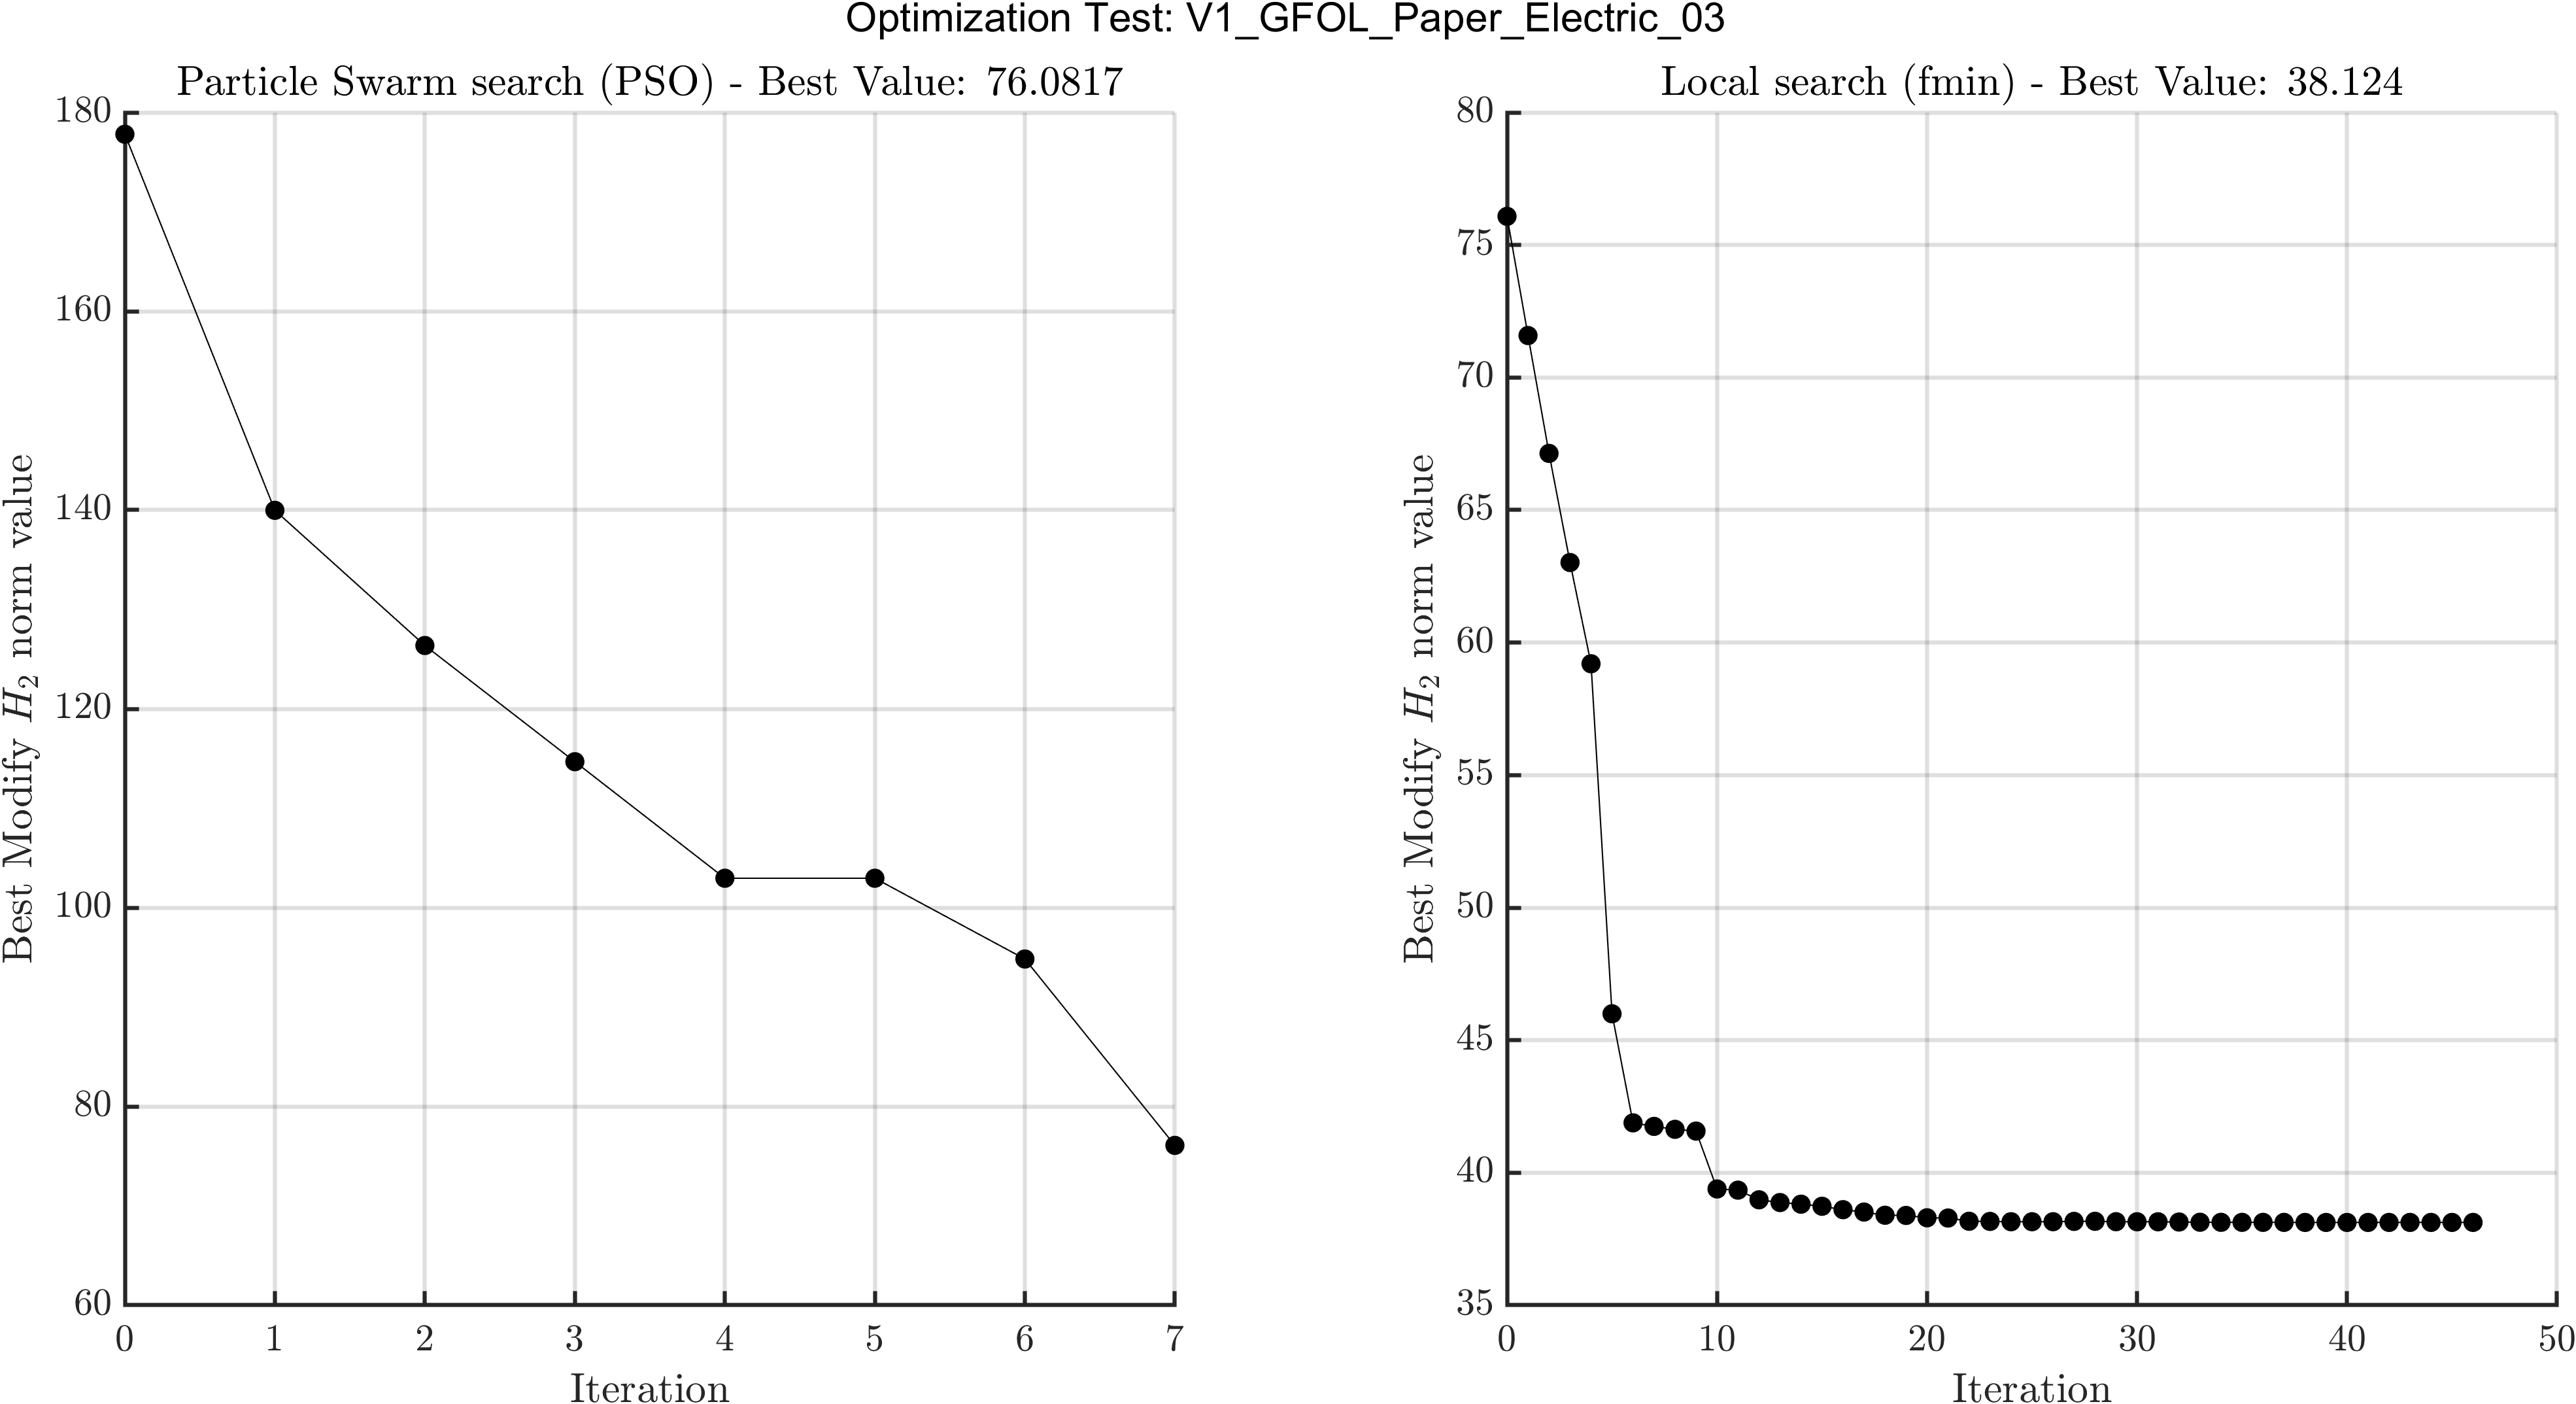 Optimization Test: V1_GFOL_Paper_Electric_03
Particle Swarm search (PSO) - Best Value: 76.0817
180
160
140
120
100
80
60
Best Modify H₂ norm value
0 1 2 3 4 5 6 7
Iteration
Local search (fmin) - Best Value: 38.124
80
75
70
65
60
55
50
45
40
35
Best Modify H₂ norm value
0 10 20 30 40 50
Iteration